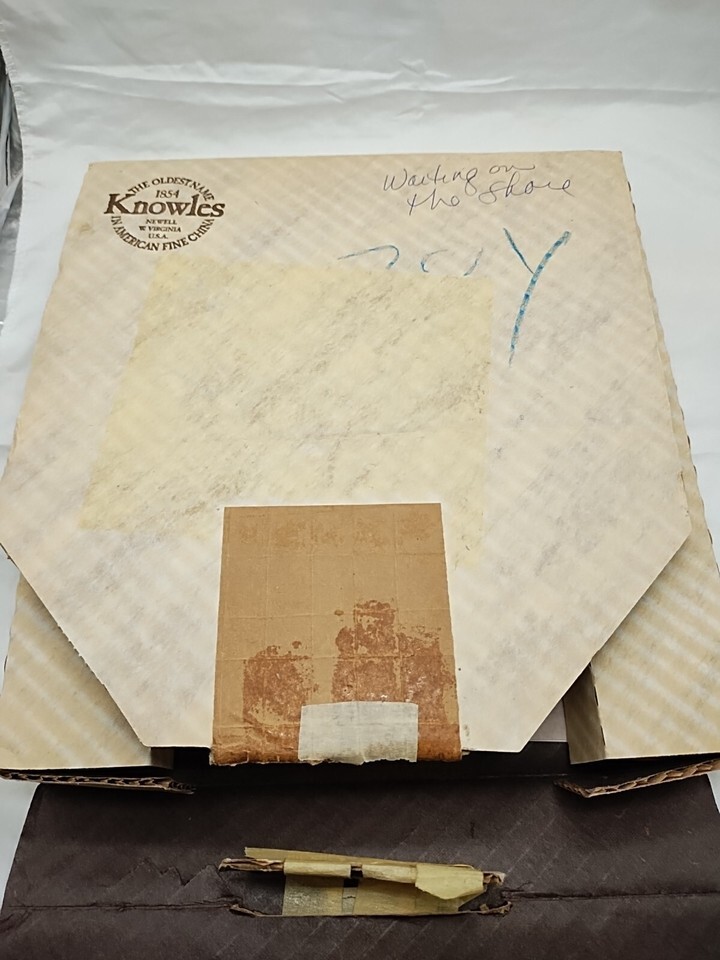 THE OLDEST NAME
1854
Knowles
NEWELL
W. VIRGINIA
U.S.A.
IN AMERICAN FINE CHINA
Waiting on
the Shore